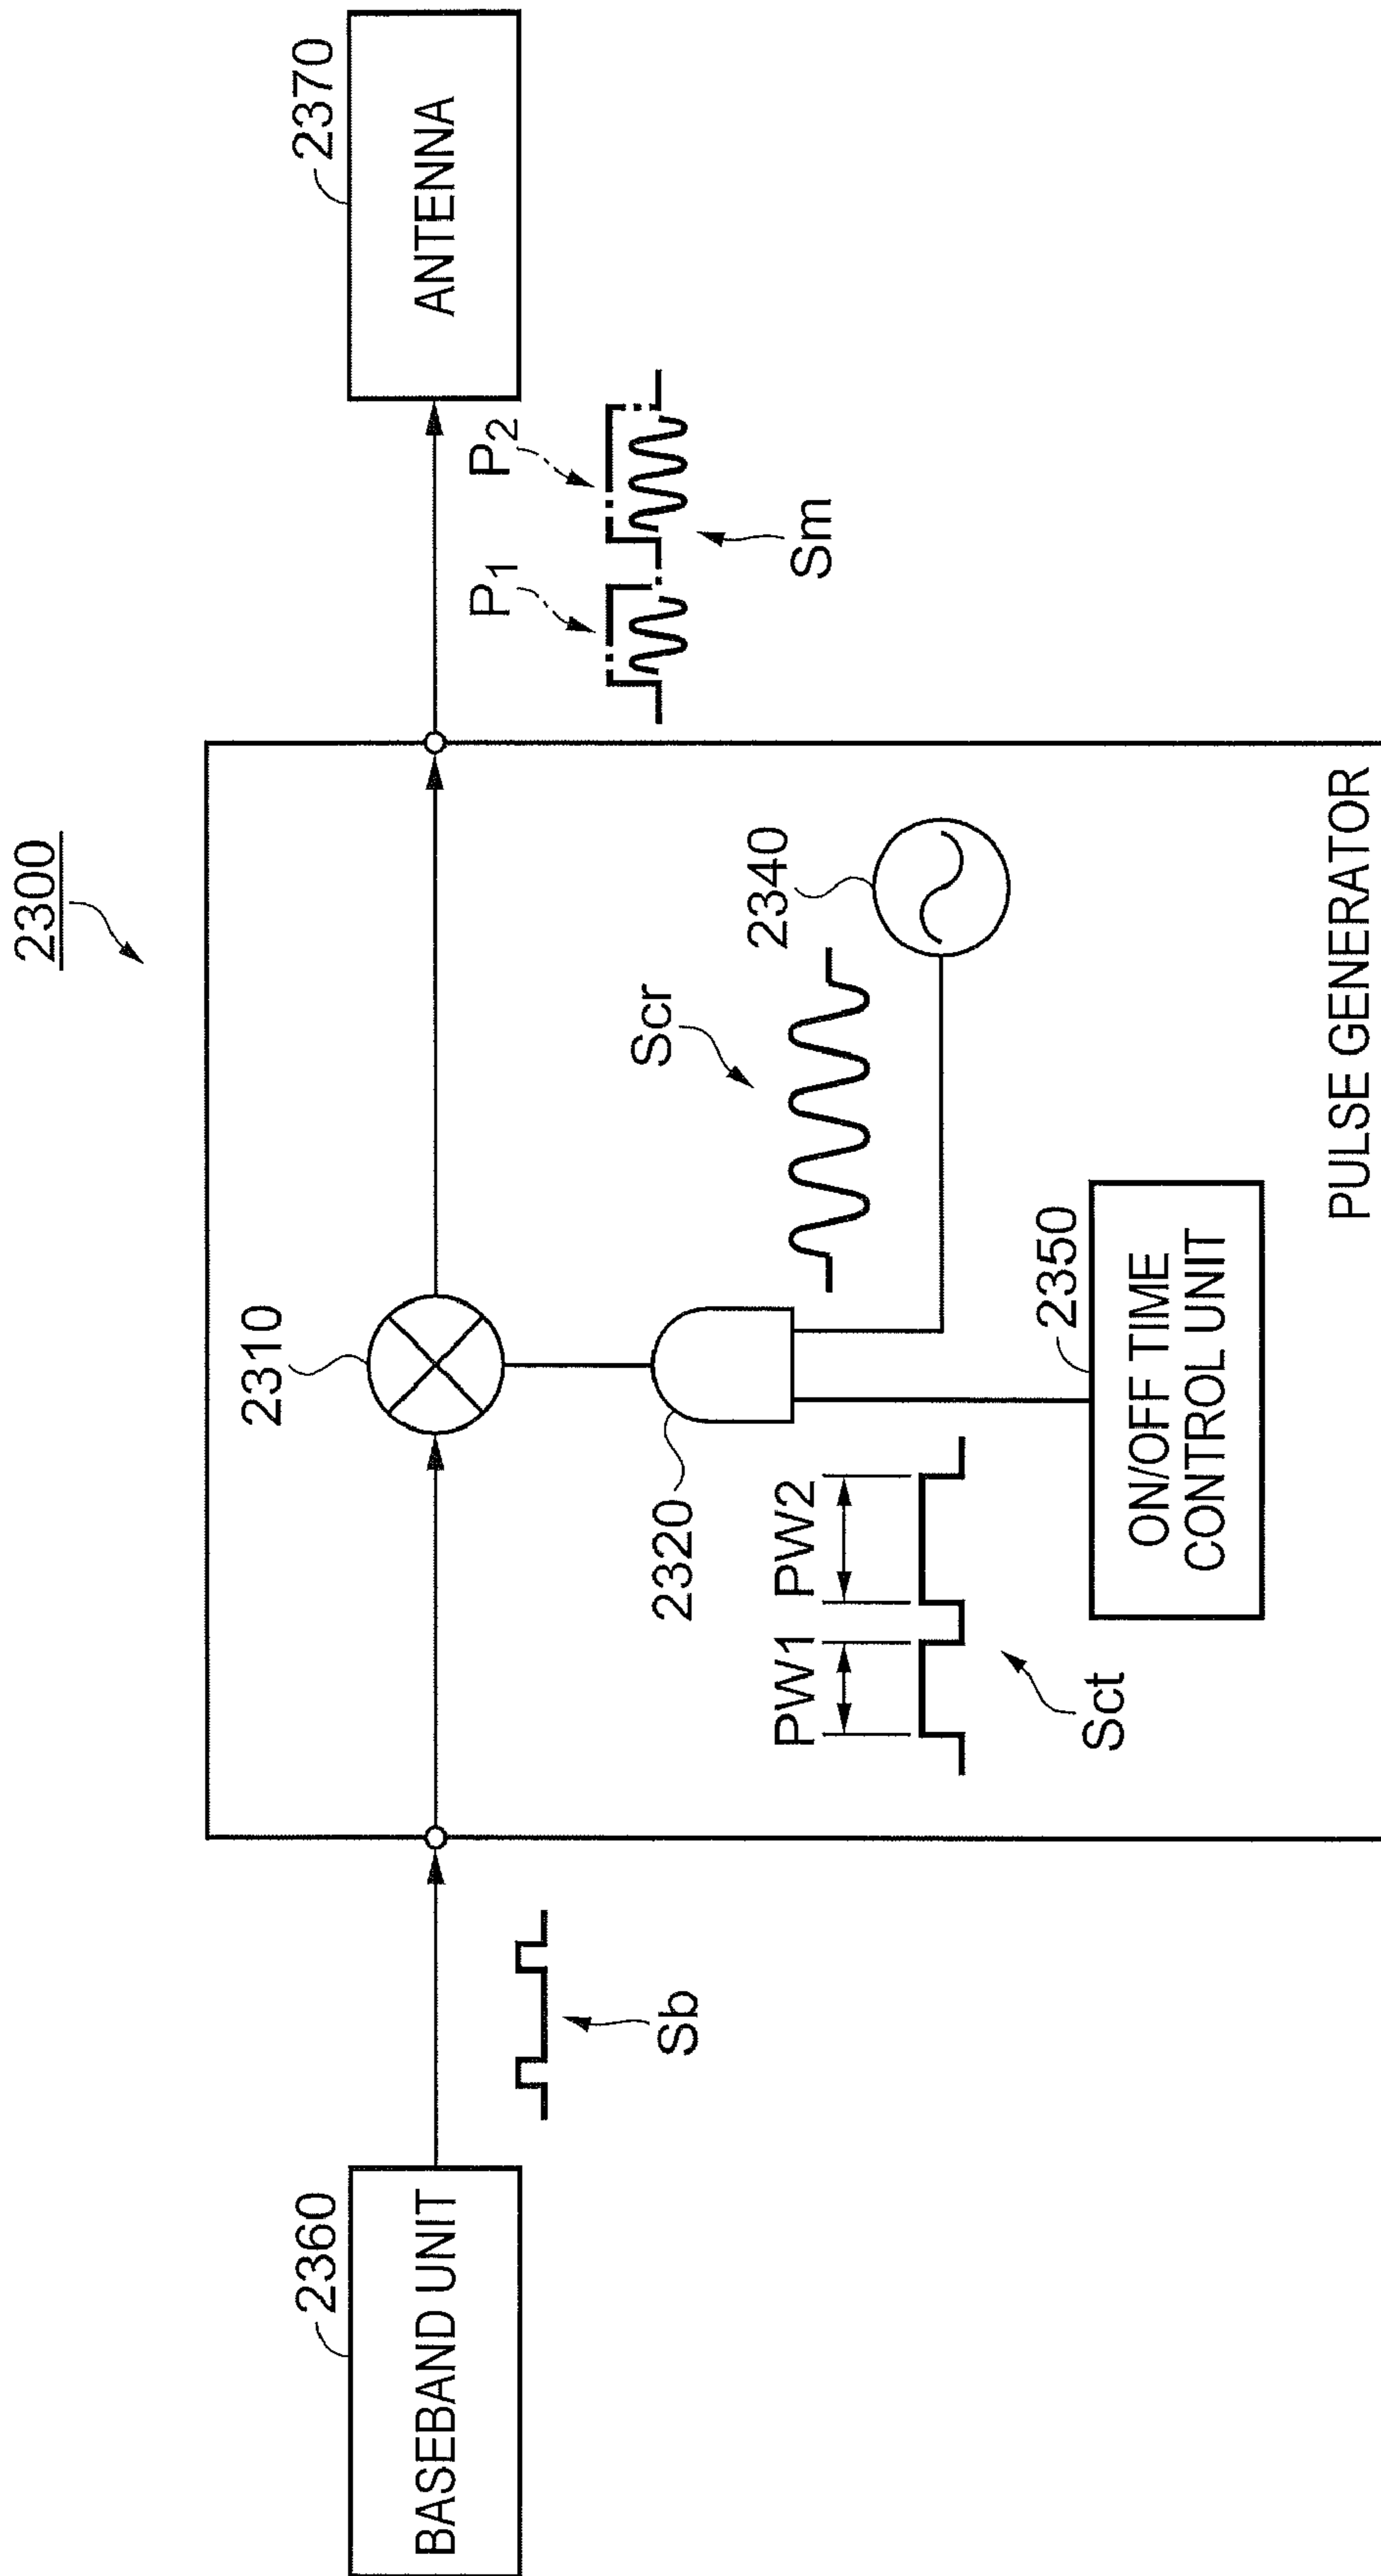 2300
2360
BASEBAND UNIT
Sb
2310
2320
PW1
PW2
Sct
2350
ON/OFF TIME
CONTROL UNIT
Scr
2340
PULSE GENERATOR
P1
P2
Sm
2370
ANTENNA